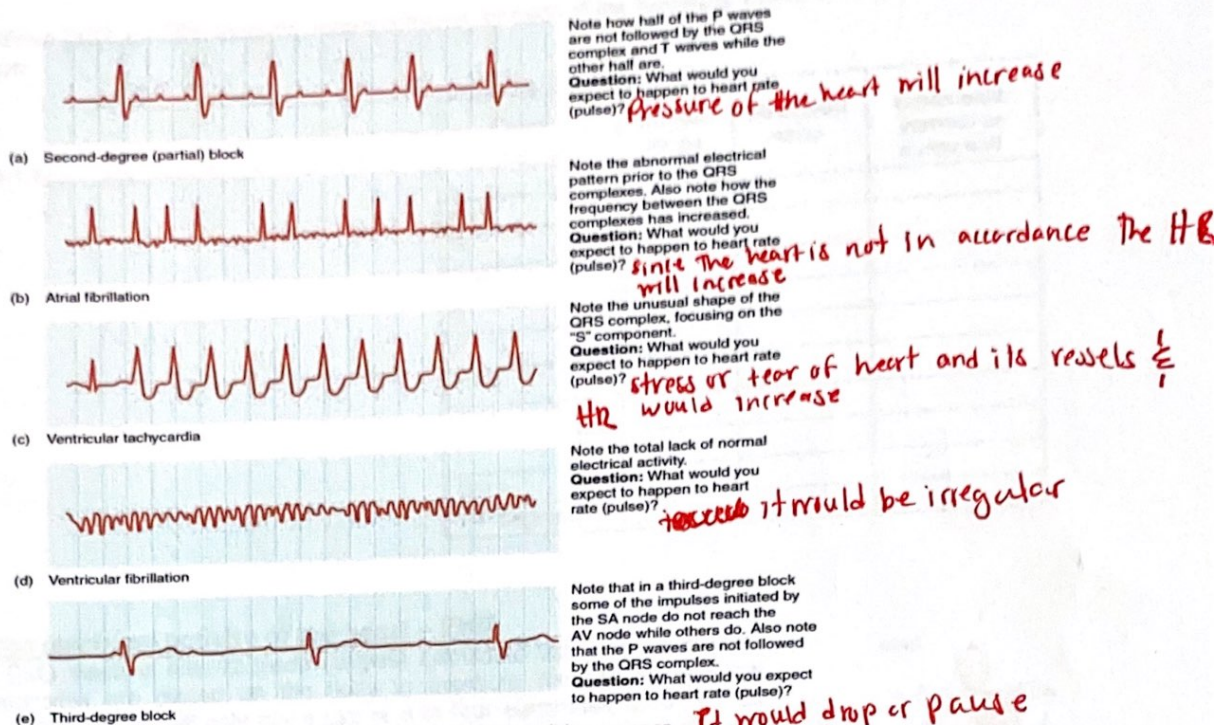 Note how half of the P waves
are not followed by the QRS
complex and T waves while the
other half are.
Question: What would you
expect to happen to heart rate
(pulse)? Pressure of the heart will increase
(a) Second-degree (partial) block
Note the abnormal electrical
pattern prior to the QRS
complexes. Also note how the
frequency between the QRS
complexes has increased.
Question: What would you
expect to happen to heart rate
(pulse)? since the heart is not in accordance the HR
will increase
(b) Atrial fibrillation
Note the unusual shape of the
QRS complex, focusing on the
"S" component.
Question: What would you
expect to happen to heart rate
(pulse)? stress or tear of heart and its vessels &
HR would increase
(c) Ventricular tachycardia
Note the total lack of normal
electrical activity.
Question: What would you
expect to happen to heart
rate (pulse)? it would be irregular
(d) Ventricular fibrillation
Note that in a third-degree block
some of the impulses initiated by
the SA node do not reach the
AV node while others do. Also note
that the P waves are not followed
by the QRS complex.
Question: What would you expect
to happen to heart rate (pulse)?
It would drop or pause
(e) Third-degree block